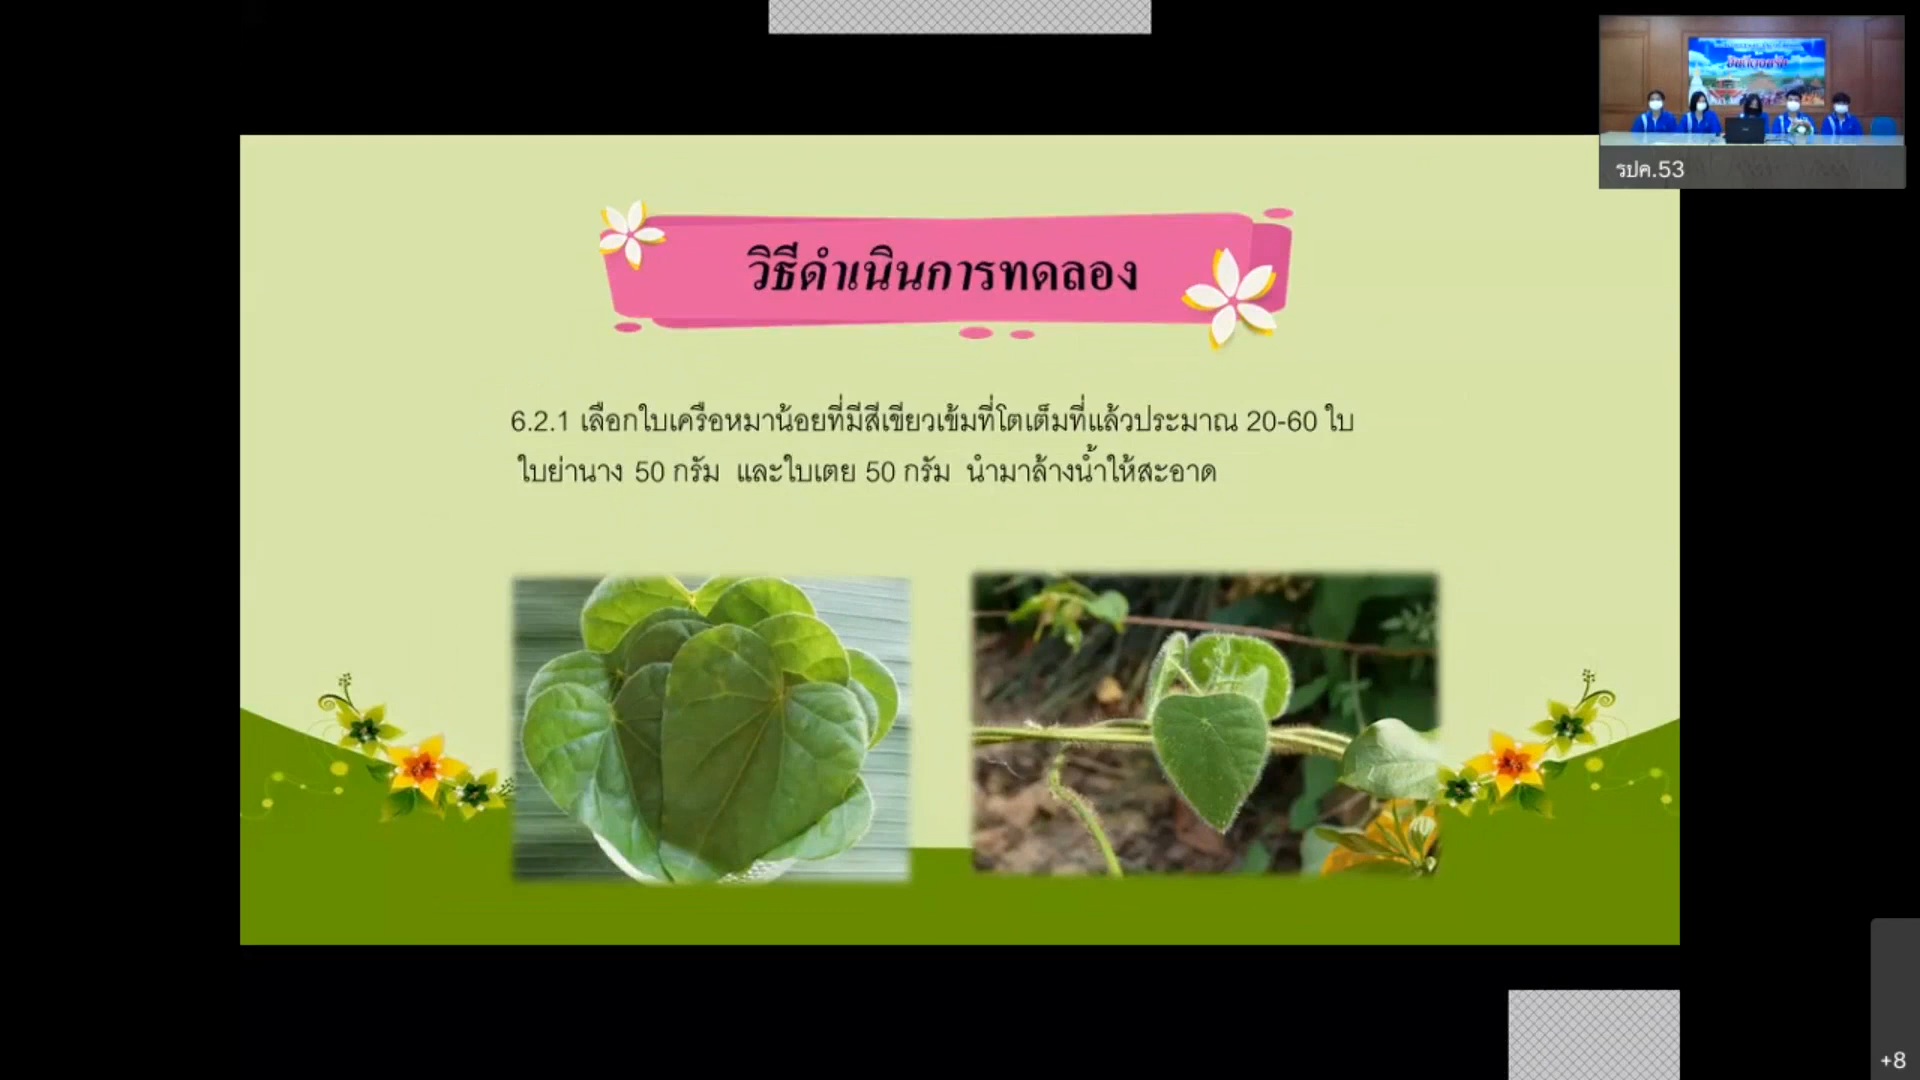 วิธีดำเนินการทดลอง
6.2.1 เลือกใบเครือหมาน้อยที่มีสีเขียวเข้มที่โตเต็มที่แล้วประมาณ 20-60 ใบ
ใบย่านาง 50 กรัม และใบเตย 50 กรัม นำมาล้างน้ำให้สะอาด
รปค.53
+8